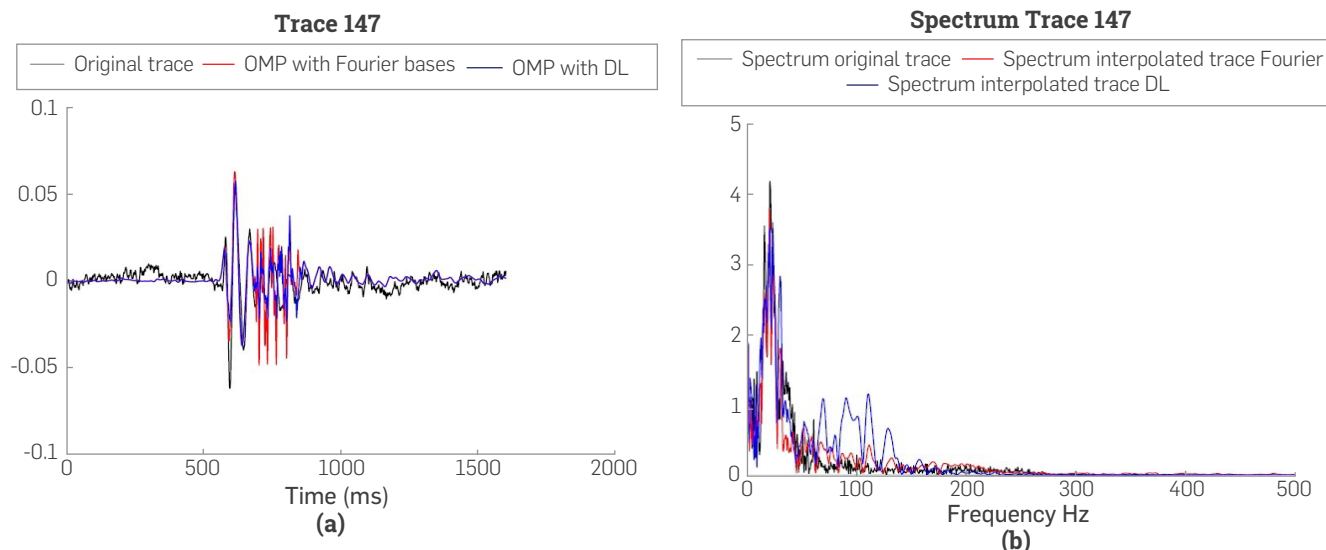 Trace 147
Original trace OMP with Fourier bases OMP with DL
0.1
0.05
0
-0.05
-0.1
0 500 1000 1500 2000
Time (ms)
(a)
Spectrum Trace 147
Spectrum original trace Spectrum interpolated trace Fourier
Spectrum interpolated trace DL
5
4
3
2
1
0
0 100 200 300 400 500
Frequency Hz
(b)